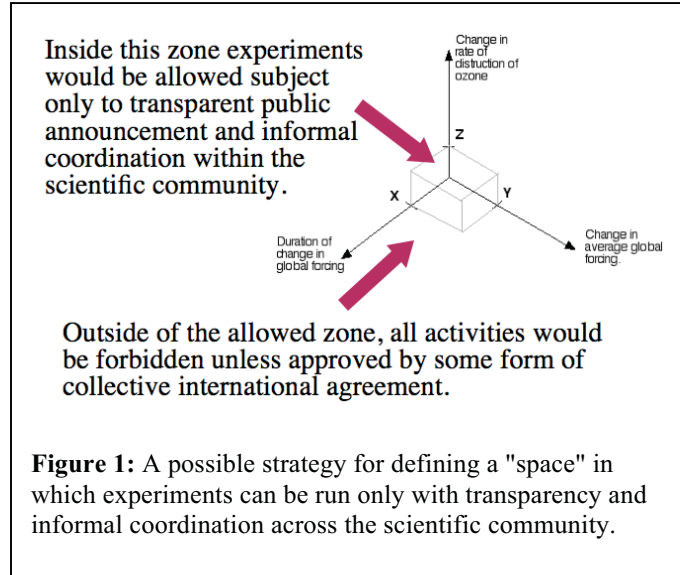 Inside this zone experiments
would be allowed subject
only to transparent public
announcement and informal
coordination within the
scientific community.
Change in
rate of
distruction of
ozone
Z
X
Y
Duration of
change in
global forcing
Change in
average global
forcing.
Outside of the allowed zone, all activities would
be forbidden unless approved by some form of
collective international agreement.
Figure 1: A possible strategy for defining a "space" in
which experiments can be run only with transparency and
informal coordination across the scientific community.